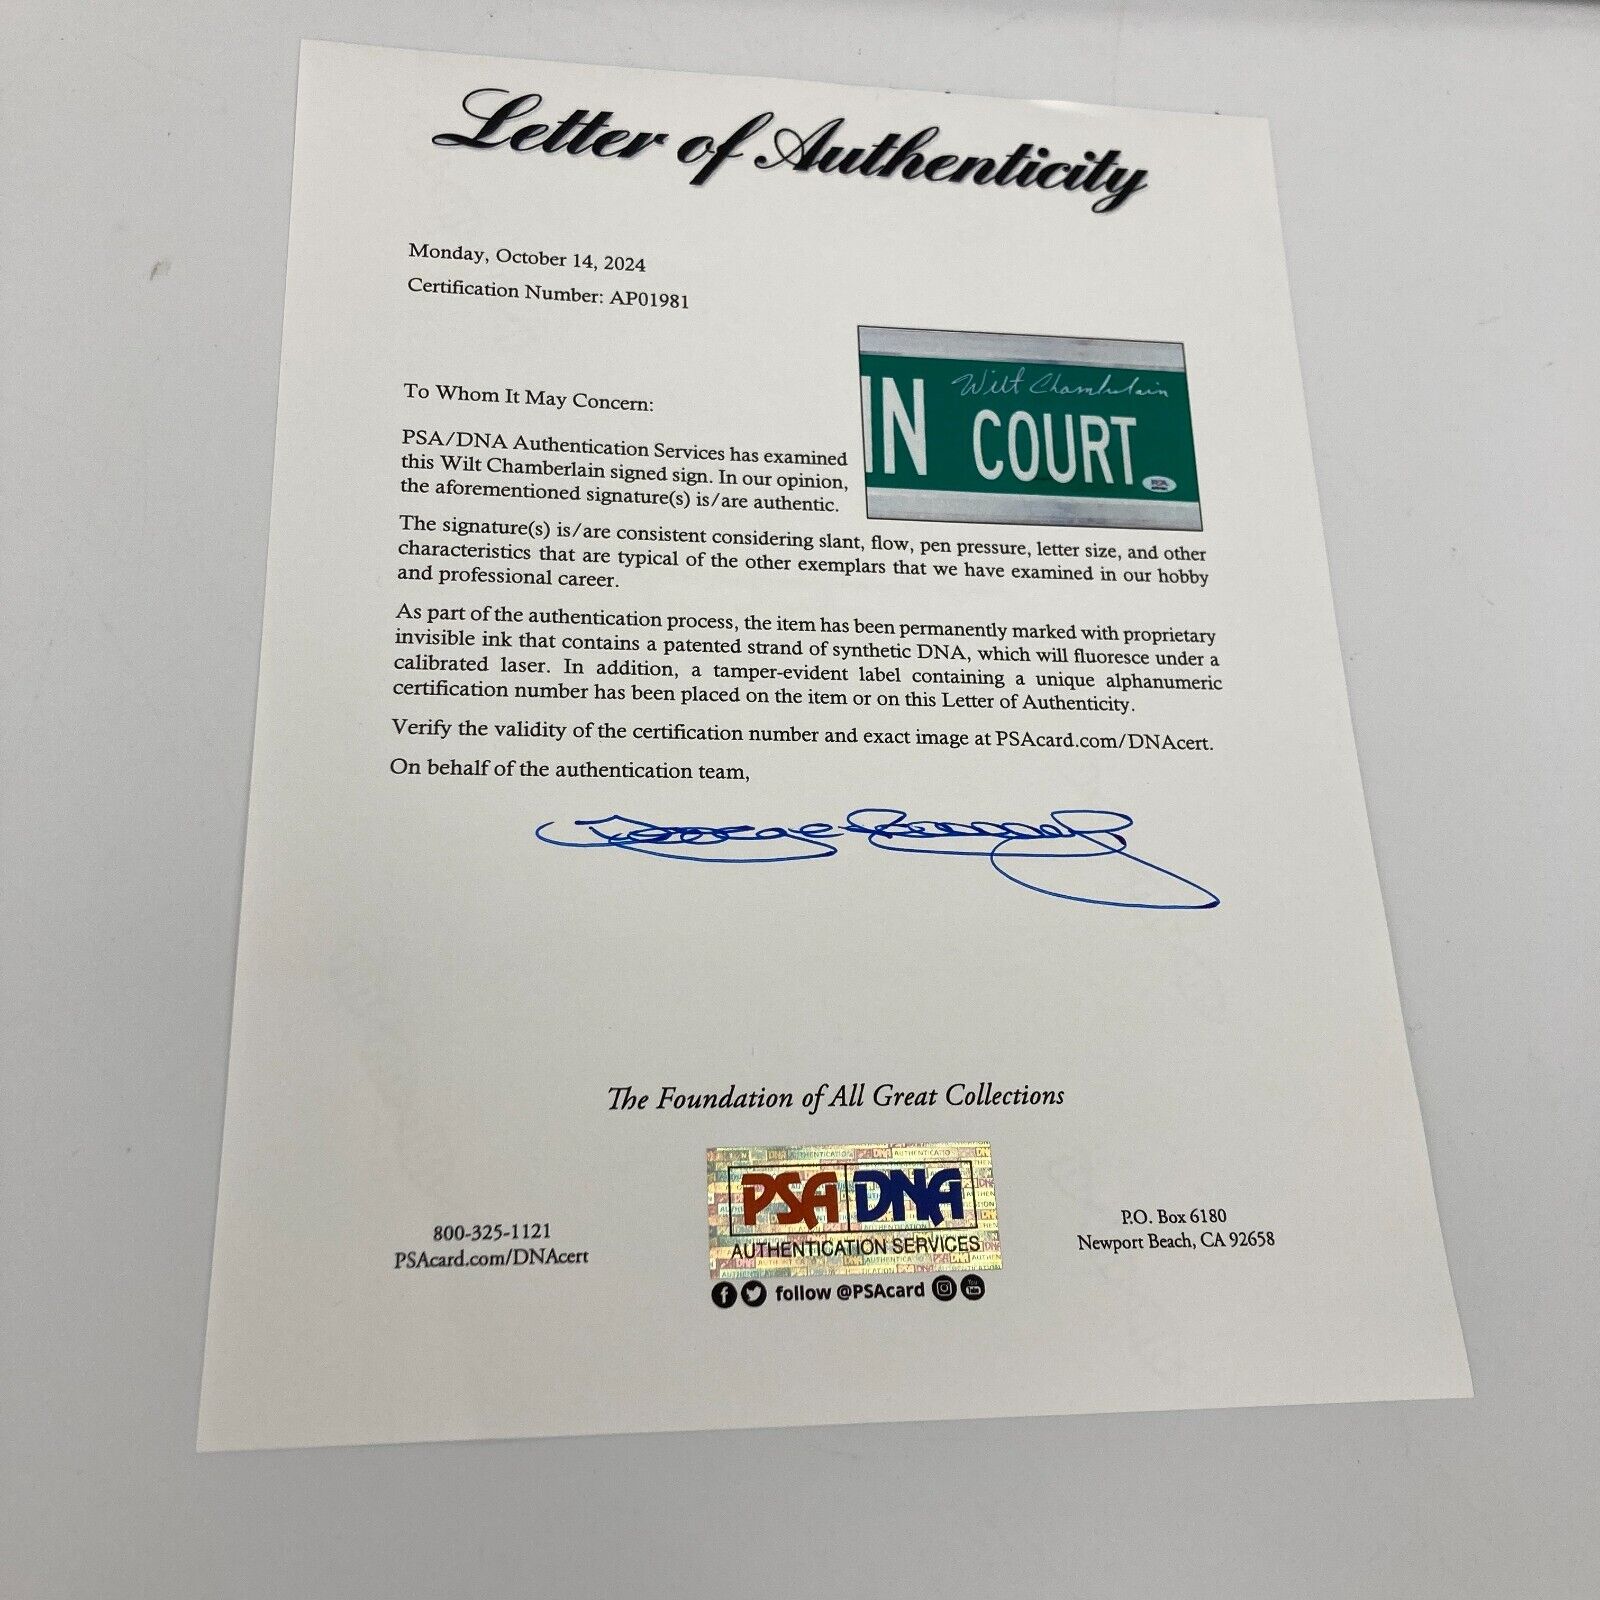 Letter of Authenticity
Monday, October 14, 2024
Certification Number: AP01981
Wilt Chamberlain
IN COURT
PSA
To Whom It May Concern:
PSA/DNA Authentication Services has examined
this Wilt Chamberlain signed sign. In our opinion,
the aforementioned signature(s) is/are authentic.
The signature(s) is/are consistent considering slant, flow, pen pressure, letter size, and other
characteristics that are typical of the other exemplars that we have examined in our hobby
and professional career.
As part of the authentication process, the item has been permanently marked with proprietary
invisible ink that contains a patented strand of synthetic DNA, which will fluoresce under a
calibrated laser. In addition, a tamper-evident label containing a unique alphanumeric
certification number has been placed on the item or on this Letter of Authenticity.
Verify the validity of the certification number and exact image at PSAcard.com/DNAcert.
On behalf of the authentication team,
The Foundation of All Great Collections
800-325-1121
PSAcard.com/DNAcert
PSA DNA
AUTHENTICATION SERVICES
follow @PSAcard
P.O. Box 6180
Newport Beach, CA 92658